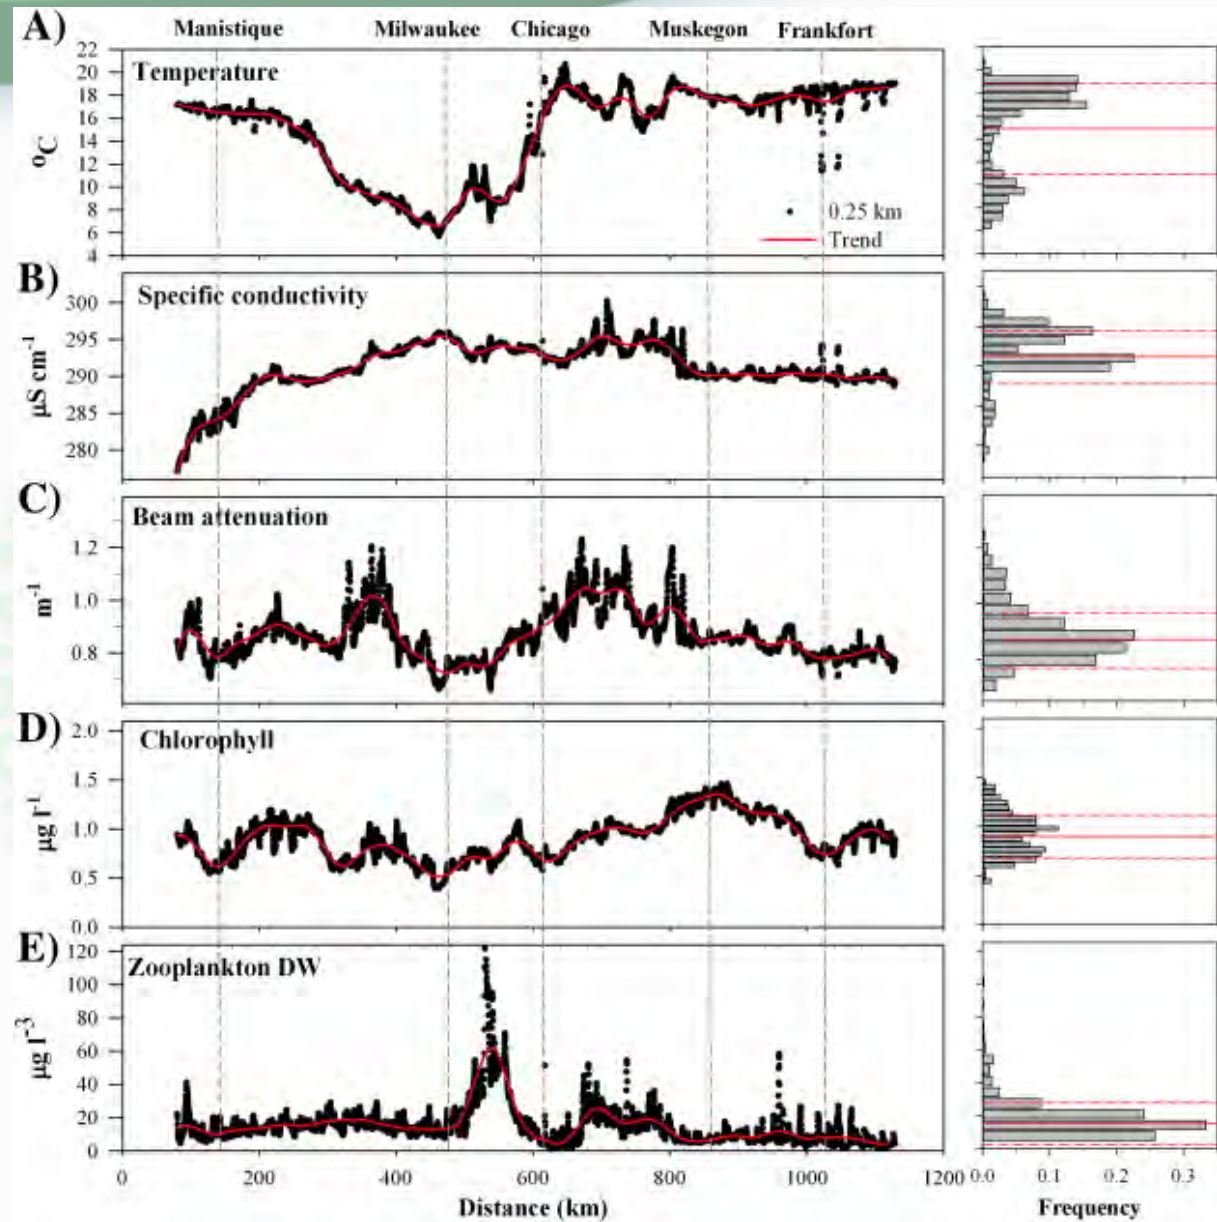 A)
Manistique Milwaukee Chicago Muskegon Frankfort
22
20
18
16
14
12
10
8
6
4
°C
Temperature
0.25 km
Trend
B)
300
295
290
285
280
µS cm-1
Specific conductivity
C)
1.2
1.0
0.8
m-1
Beam attenuation
D)
2.0
1.5
1.0
0.5
0.0
µg l-1
Chlorophyll
E)
120
100
80
60
40
20
0
µg l-3
Zooplankton DW
0 200 400 600 800 1000 1200 0.0 0.1 0.2 0.3
Distance (km) Frequency